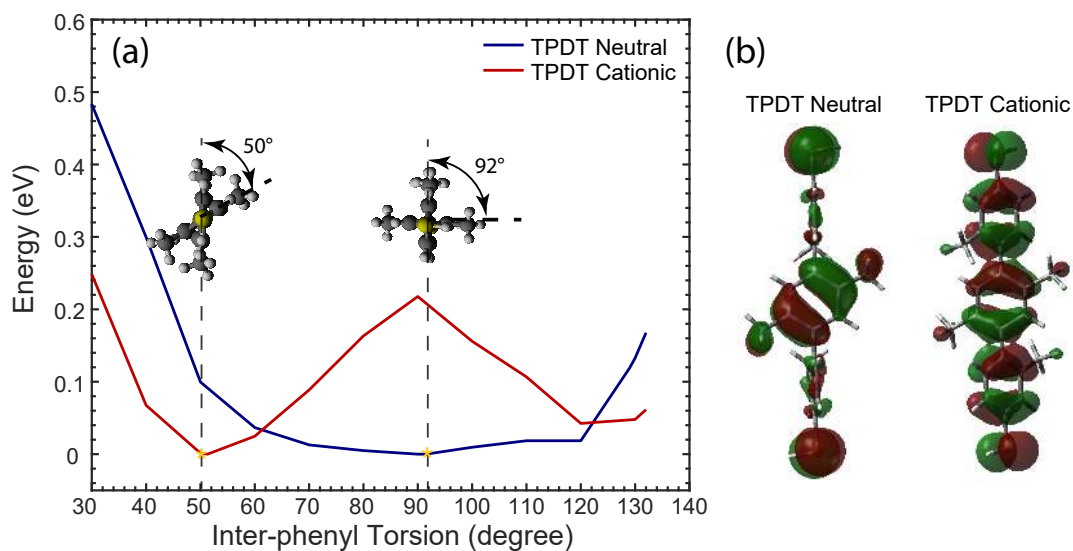 (a)
TPDT Neutral
TPDT Cationic
50°
92°
Energy (eV)
0.6
0.5
0.4
0.3
0.2
0.1
0
30 40 50 60 70 80 90 100 110 120 130 140
Inter-phenyl Torsion (degree)
(b)
TPDT Neutral TPDT Cationic